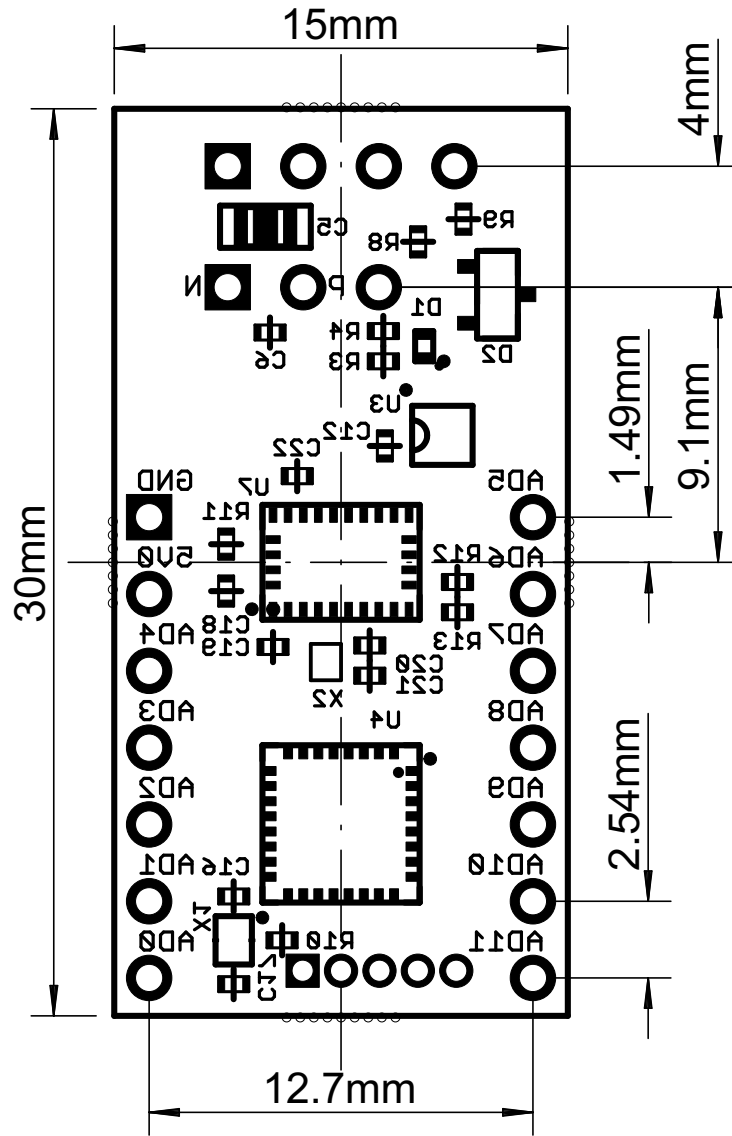 15mm
4mm
C5
R8
R9
N
P
D1
R4
R3
C6
D2
U3
C12
1.49mm
9.1mm
C22
GND
U7
AD5
R11
30mm
5V0
R12
AD6
C18
AD4
C19
R13
AD7
C20
C21
X2
AD3
U4
AD8
AD2
AD9
2.54mm
AD1
C16
AD10
X1
AD0
R10
AD11
C17
12.7mm